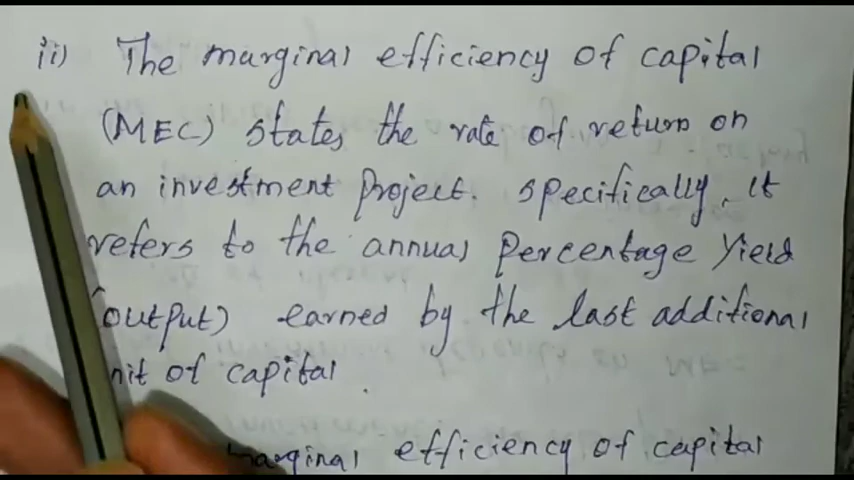 ii) The marginal efficiency of capital
(MEC) states the rate of return on
an investment project. specifically, it
refers to the annual percentage yield
(output) earned by the last additional
of capital.
marginal efficiency of capital